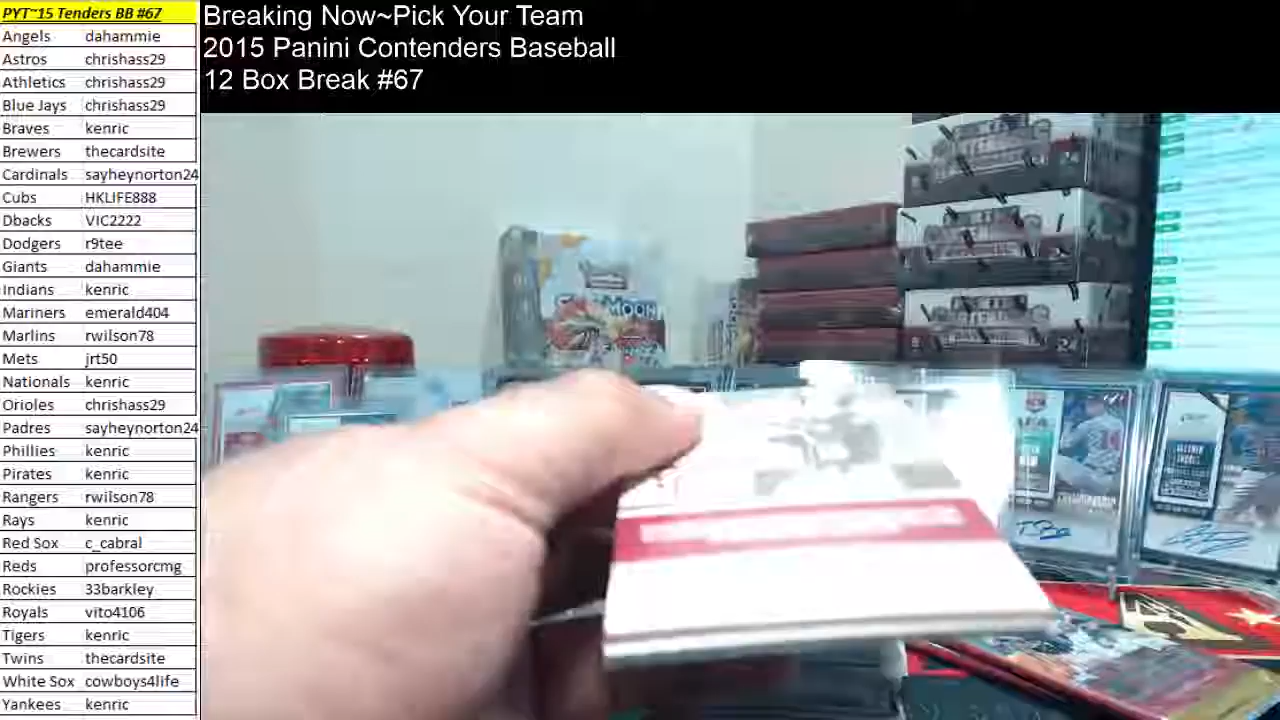 PYT~15 Tenders BB #67
Angels dahammie
Astros chrishass29
Athletics chrishass29
Blue Jays chrishass29
Braves kenric
Brewers thecardsite
Cardinals sayheynorton24
Cubs HKLIFE888
Dbacks VIC2222
Dodgers r9tee
Giants dahammie
Indians kenric
Mariners emerald404
Marlins rwilson78
Mets jrt50
Nationals kenric
Orioles chrishass29
Padres sayheynorton24
Phillies kenric
Pirates kenric
Rangers rwilson78
Rays kenric
Red Sox c_cabral
Reds professorcmg
Rockies 33barkley
Royals vito4106
Tigers kenric
Twins thecardsite
White Sox cowboys4life
Yankees kenric
Breaking Now~Pick Your Team
2015 Panini Contenders Baseball
12 Box Break #67